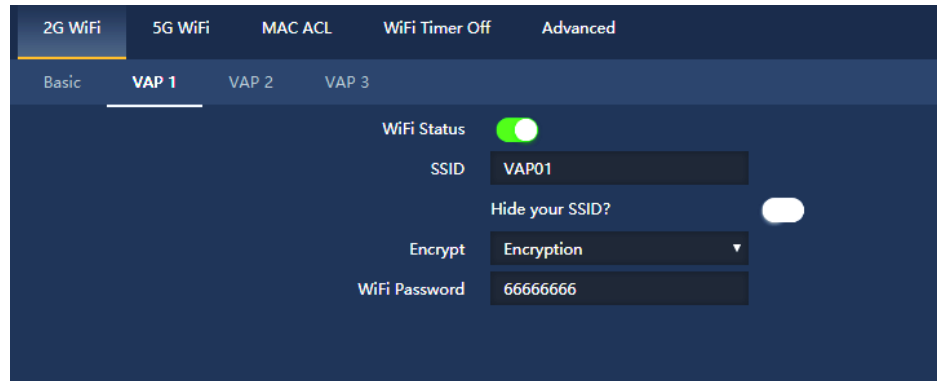 2G WiFi 5G WiFi MAC ACL WiFi Timer Off Advanced
Basic VAP 1 VAP 2 VAP 3
WiFi Status
SSID VAP01
Hide your SSID?
Encrypt Encryption
WiFi Password 66666666